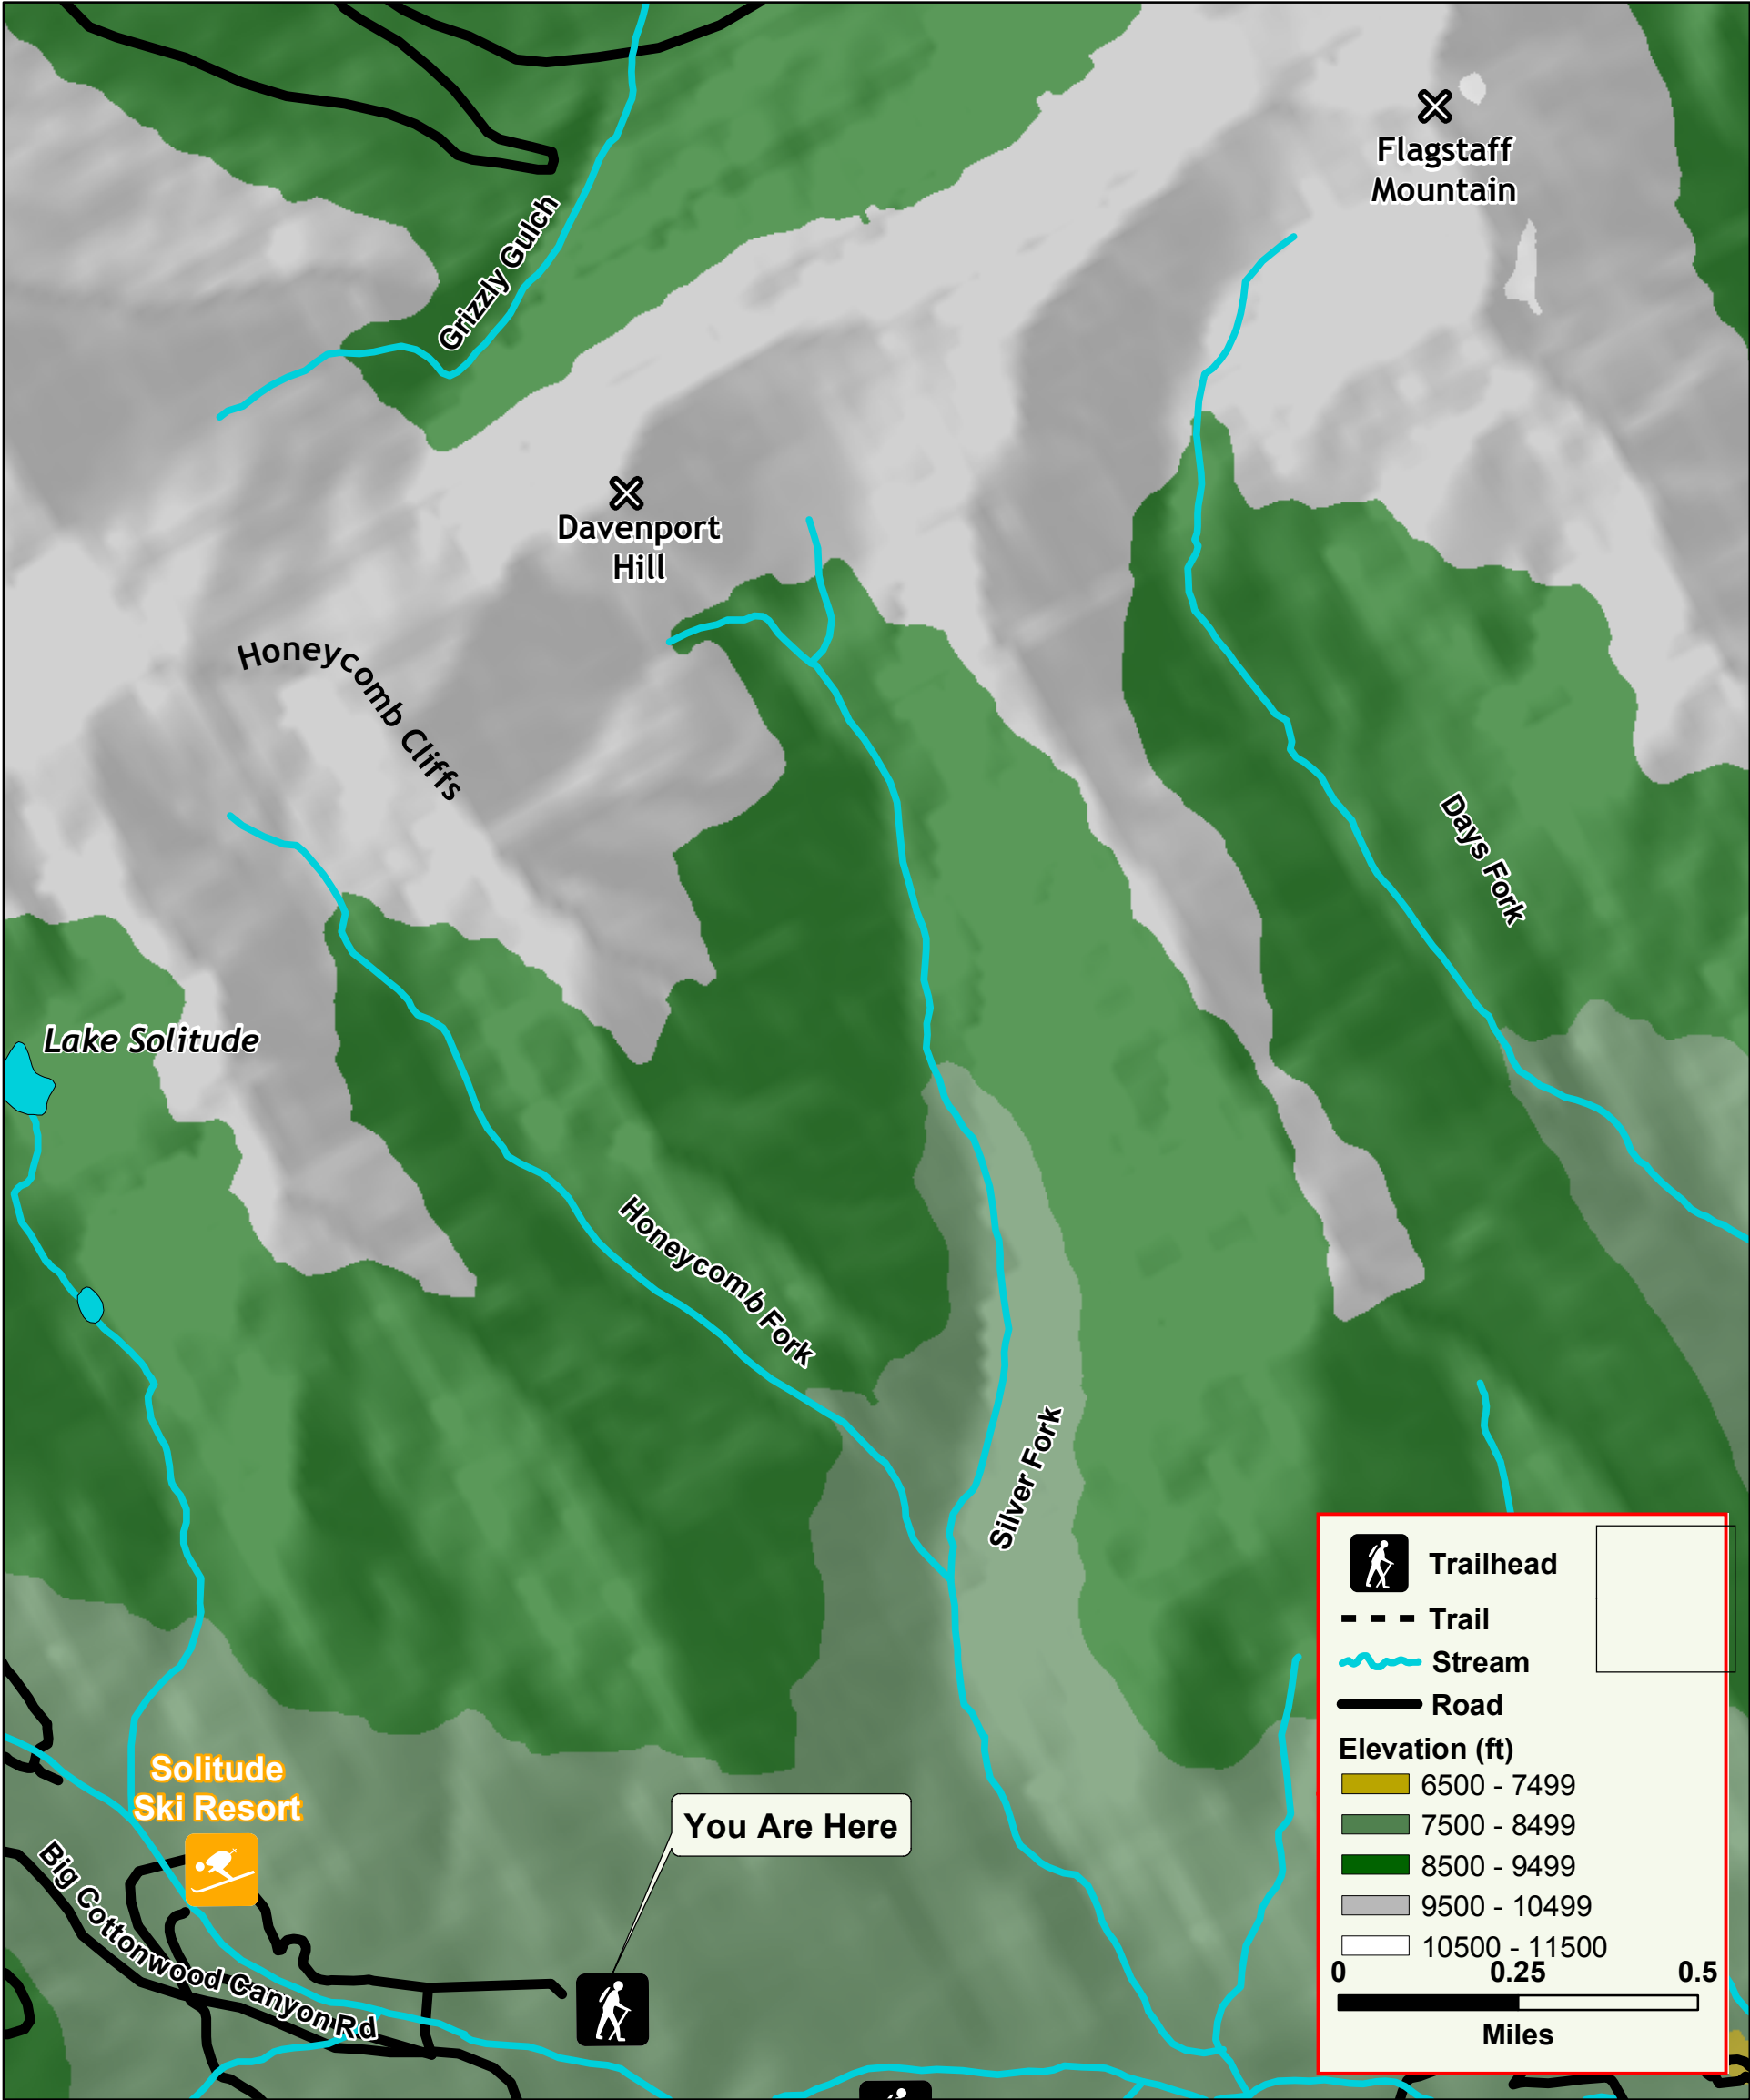 Flagstaff
Mountain
Grizzly Gulch
Davenport
Hill
Honeycomb Cliffs
Days Fork
Lake Solitude
Honeycomb Fork
Silver Fork
Solitude
Ski Resort
You Are Here
Big Cottonwood Canyon Rd
Trailhead
Trail
Stream
Road
Elevation (ft)
6500 - 7499
7500 - 8499
8500 - 9499
9500 - 10499
10500 - 11500
0 0.25 0.5
Miles